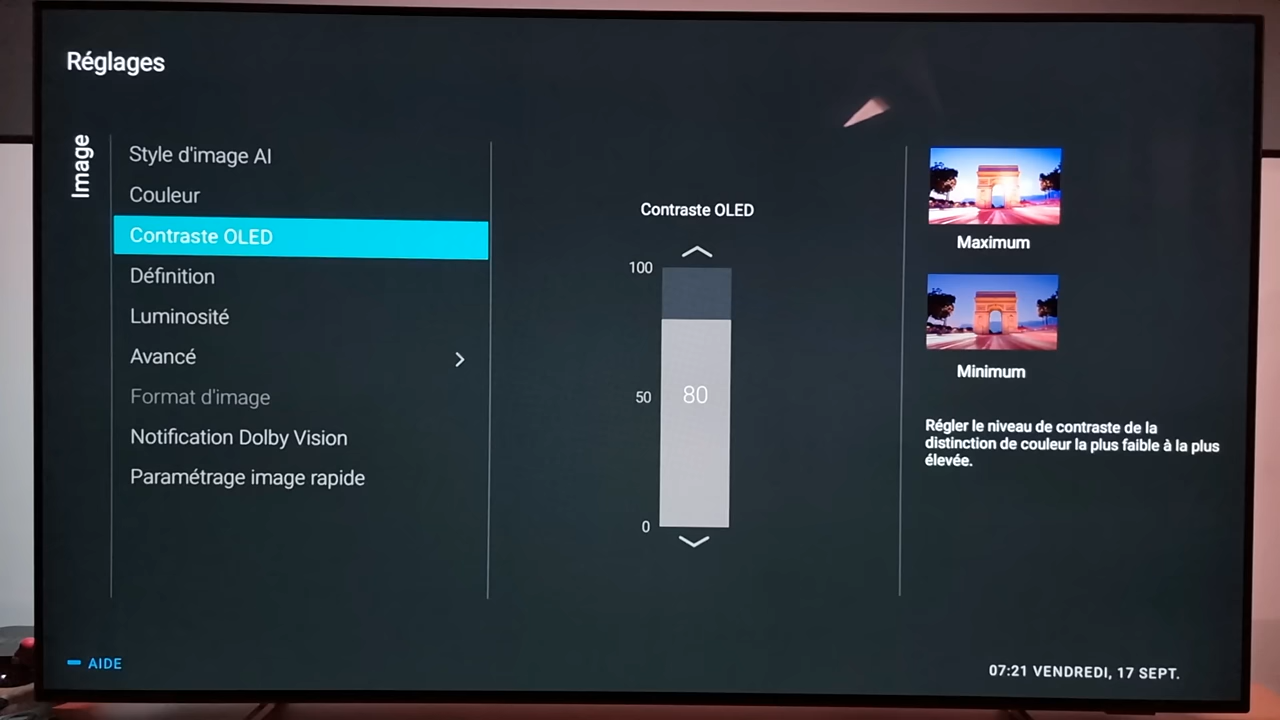 Réglages
Image
Style d'image AI
Couleur
Contraste OLED
Définition
Luminosité
Avancé
Format d'image
Notification Dolby Vision
Paramétrage image rapide
Contraste OLED
100
50
80
0
Maximum
Minimum
Régler le niveau de contraste de la
distinction de couleur la plus faible à la plus
élevée.
AIDE
07:21 VENDREDI, 17 SEPT.